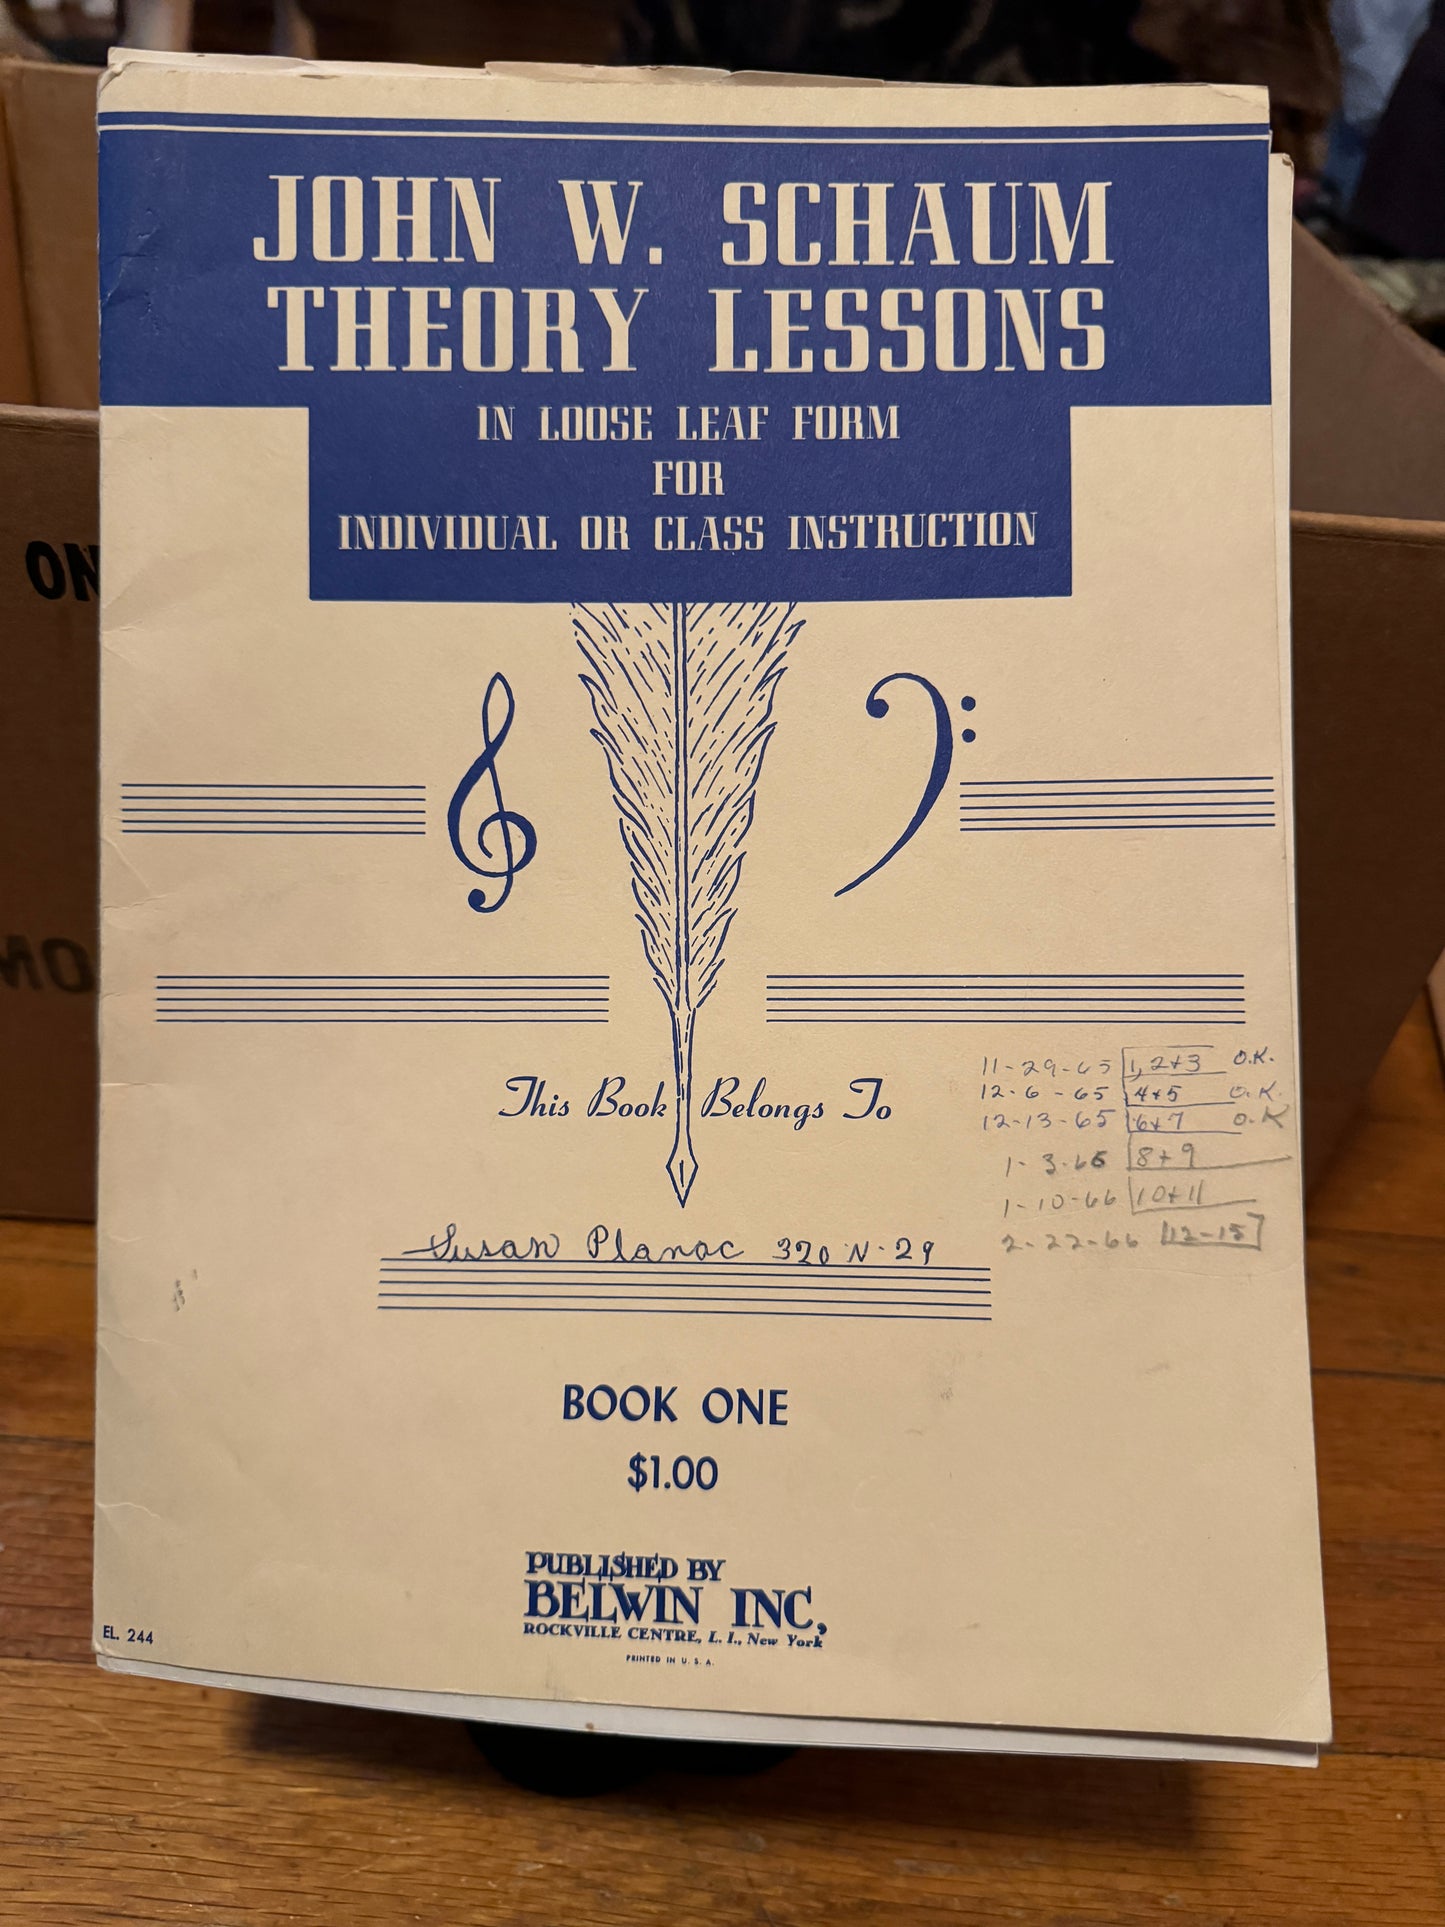 JOHN W. SCHAUM
THEORY LESSONS
IN LOOSE LEAF FORM
FOR
INDIVIDUAL OR CLASS INSTRUCTION
ON
This Book Belongs To
11-29-65 1, 2+3 O.K.
12-6-65 4+5 O.K.
12-13-65 6+7 O.K
1-3-66 8+9
1-10-66 10+11
2-22-66 12-15
Susan Planac 320 N. 29
BOOK ONE
$1.00
PUBLISHED BY
BELWIN INC,
ROCKVILLE CENTRE, L. I., New York
PRINTED IN U. S. A.
EL. 244